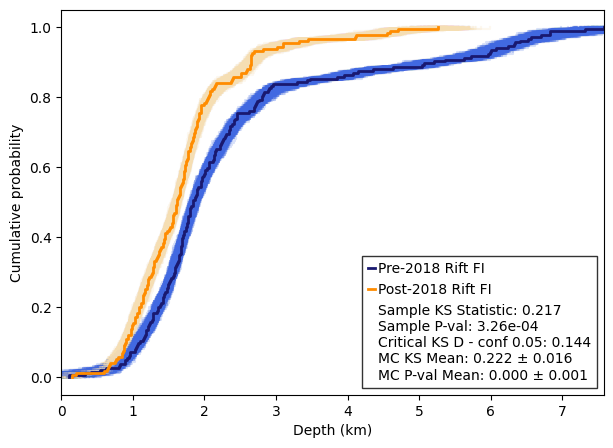 1.0
0.8
0.6
0.4
0.2
0.0
Cumulative probability
Pre-2018 Rift FI
Post-2018 Rift FI
Sample KS Statistic: 0.217
Sample P-val: 3.26e-04
Critical KS D - conf 0.05: 0.144
MC KS Mean: 0.222 ± 0.016
MC P-val Mean: 0.000 ± 0.001
0 1 2 3 4 5 6 7
Depth (km)